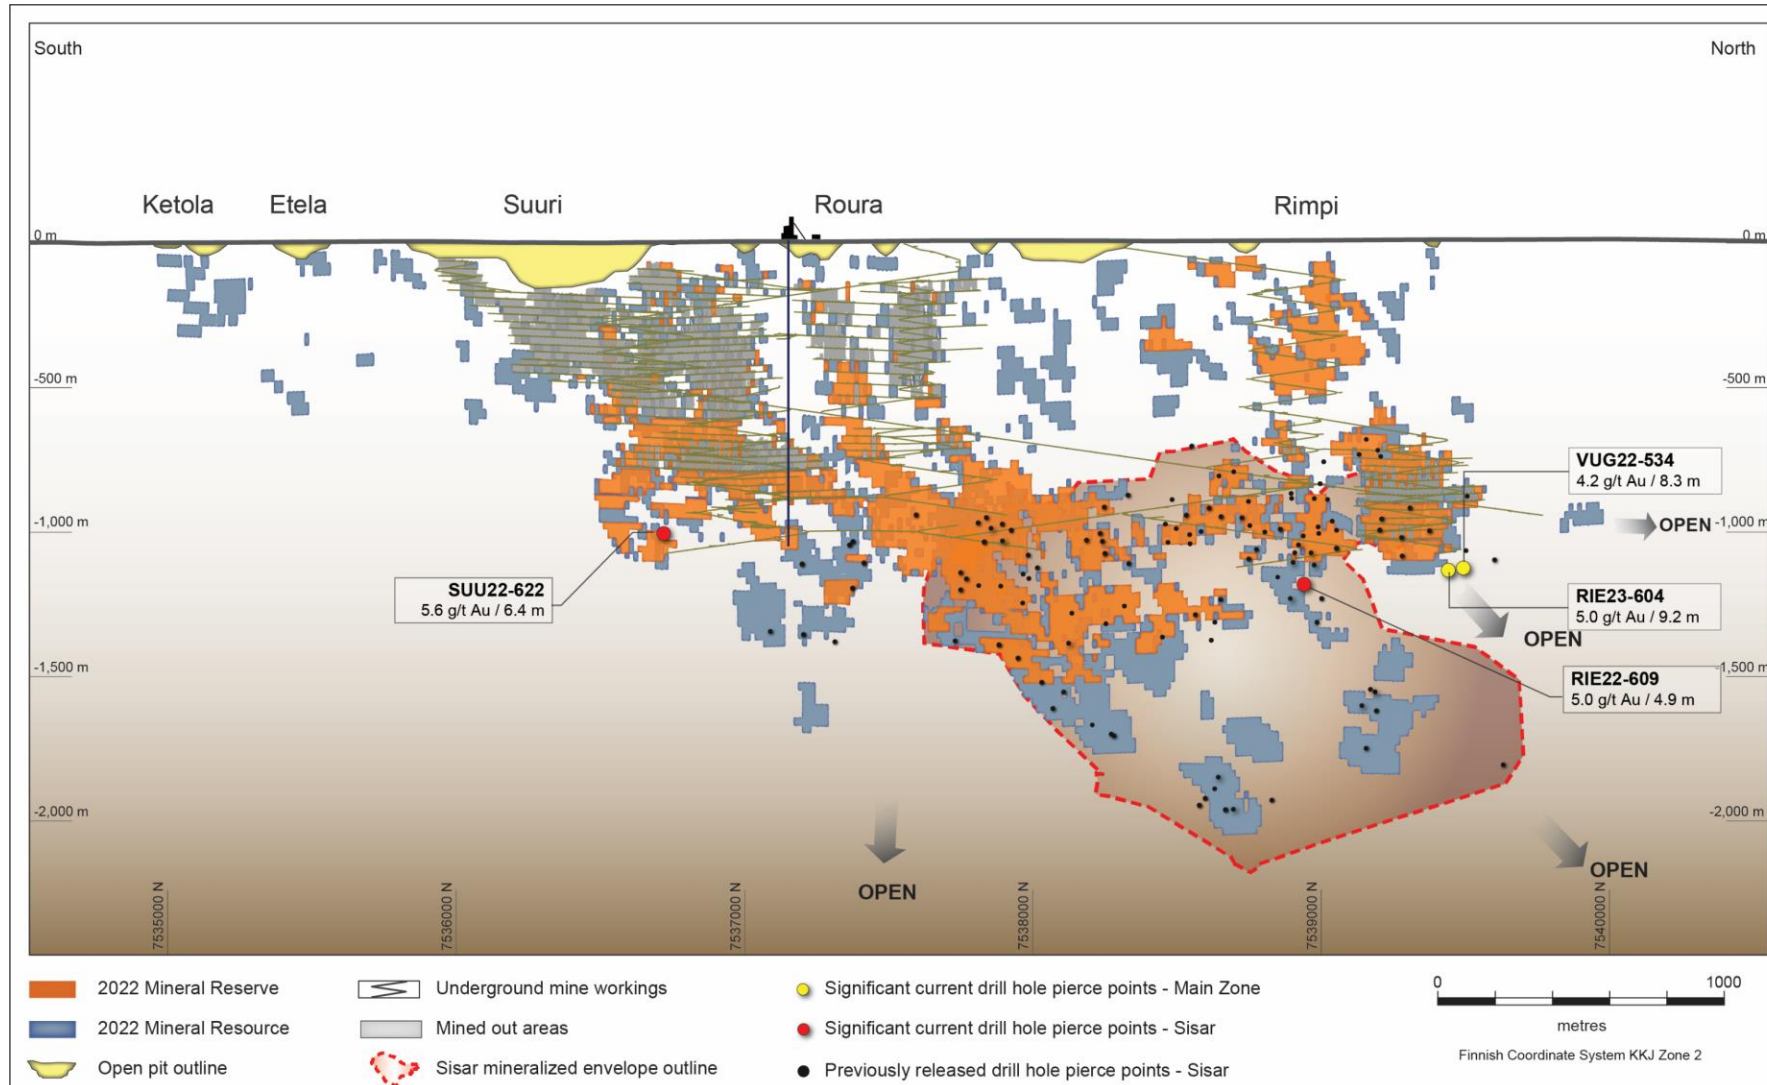 South
North
Ketola
Etela
Suuri
Roura
Rimpi
0 m
0 m
-500 m
-500 m
VUG22-534
4.2 g/t Au / 8.3 m
-1,000 m
OPEN
-1,000 m
SUU22-622
5.6 g/t Au / 6.4 m
RIE23-604
5.0 g/t Au / 9.2 m
OPEN
-1,500 m
-1,500 m
RIE22-609
5.0 g/t Au / 4.9 m
-2,000 m
-2,000 m
OPEN
OPEN
7535000 N
7536000 N
7537000 N
7538000 N
7539000 N
7540000 N
2022 Mineral Reserve
Underground mine workings
Significant current drill hole pierce points - Main Zone
0
1000
2022 Mineral Resource
Mined out areas
Significant current drill hole pierce points - Sisar
metres
Open pit outline
Sisar mineralized envelope outline
Previously released drill hole pierce points - Sisar
Finnish Coordinate System KKJ Zone 2